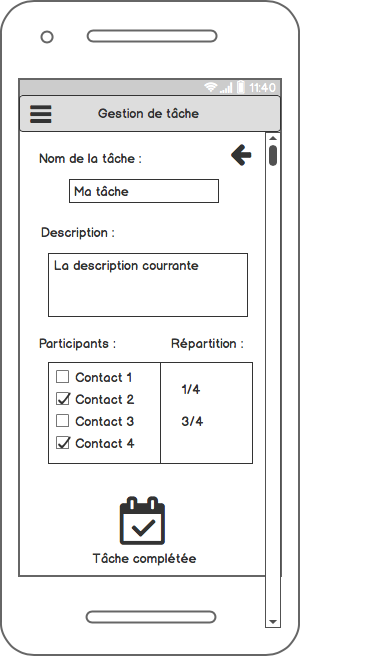 11:40
Gestion de tâche
Nom de la tâche :
Ma tâche
Description :
La description courrante
Participants :
Répartition :
Contact 1
Contact 2
Contact 3
Contact 4
1/4
3/4
Tâche complétée